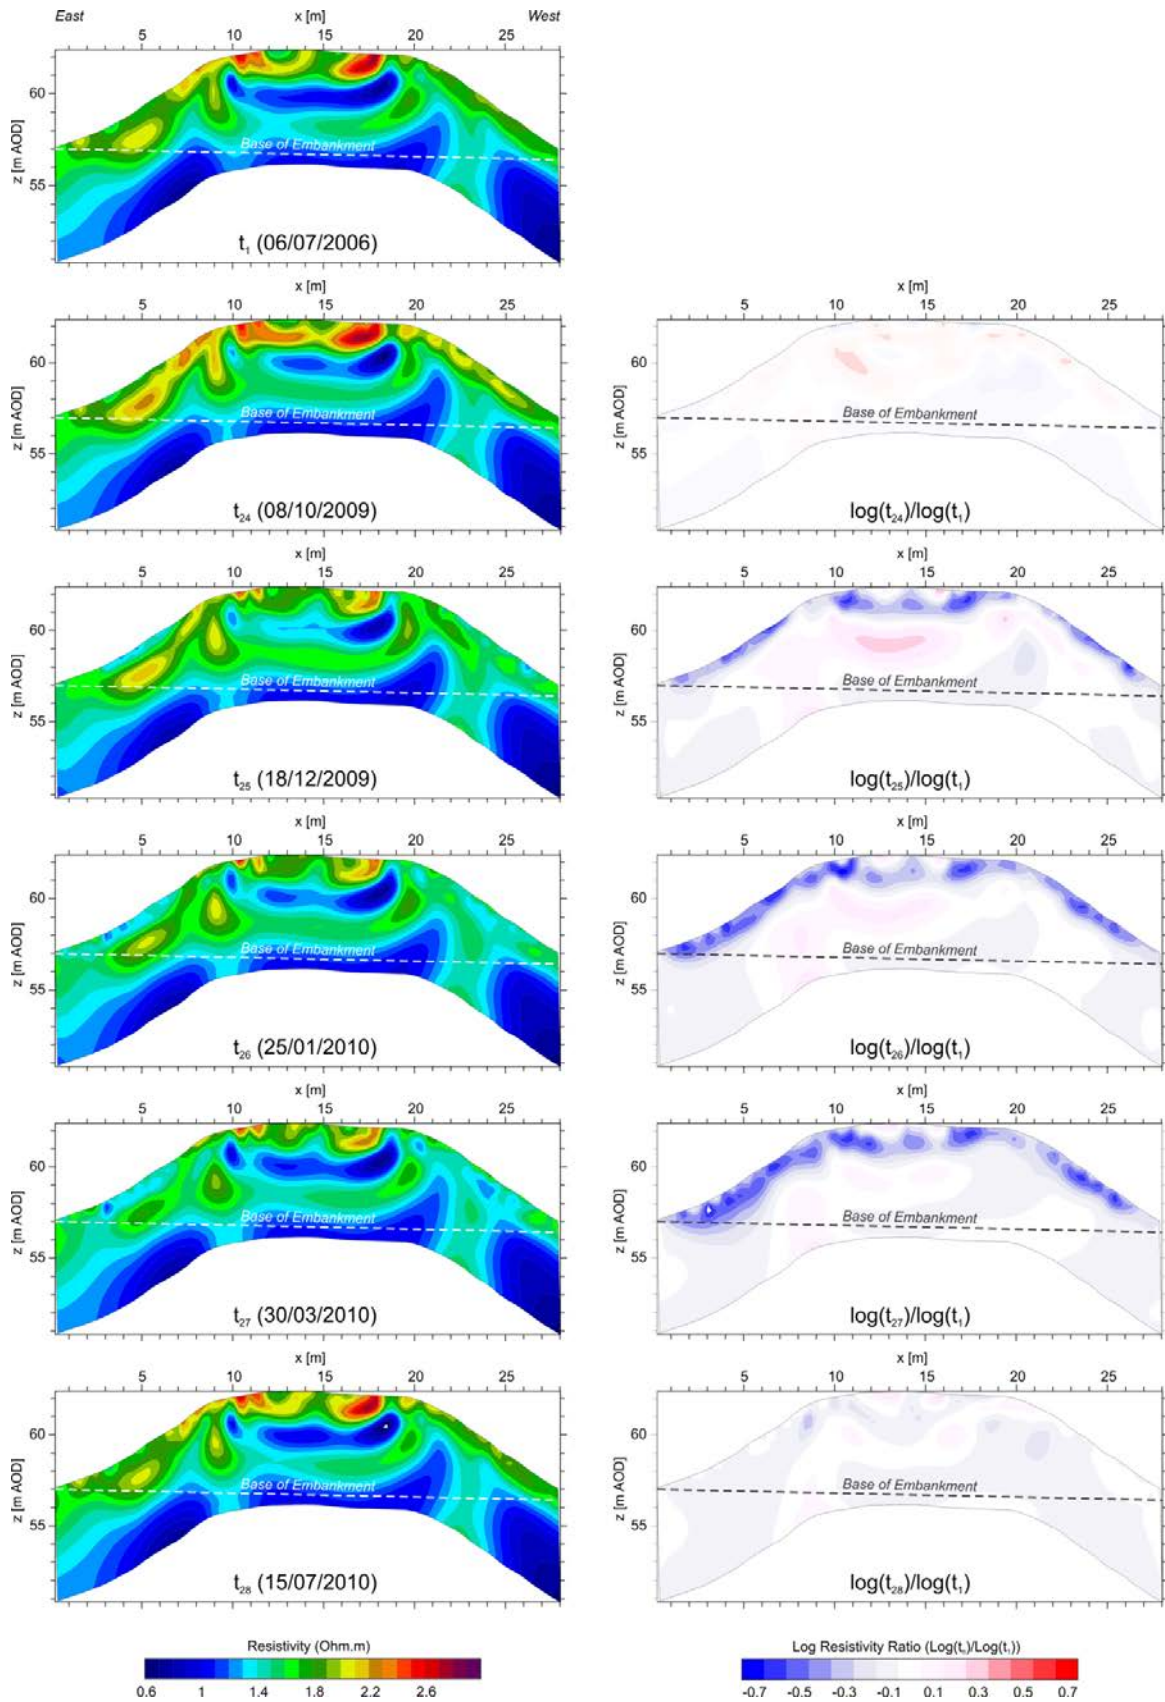 East x [m] West
5 10 15 20 25
z [m AOD]
60
55
Base of Embankment
t1 (06/07/2006)
x [m] x [m]
5 10 15 20 25 5 10 15 20 25
z [m AOD] z [m AOD]
60 60
55 55
Base of Embankment Base of Embankment
t24 (08/10/2009) log(t24)/log(t1)
x [m] x [m]
5 10 15 20 25 5 10 15 20 25
z [m AOD] z [m AOD]
60 60
55 55
Base of Embankment Base of Embankment
t25 (18/12/2009) log(t25)/log(t1)
x [m] x [m]
5 10 15 20 25 5 10 15 20 25
z [m AOD] z [m AOD]
60 60
55 55
Base of Embankment Base of Embankment
t26 (25/01/2010) log(t26)/log(t1)
x [m] x [m]
5 10 15 20 25 5 10 15 20 25
z [m AOD] z [m AOD]
60 60
55 55
Base of Embankment Base of Embankment
t27 (30/03/2010) log(t27)/log(t1)
x [m] x [m]
5 10 15 20 25 5 10 15 20 25
z [m AOD] z [m AOD]
60 60
55 55
Base of Embankment Base of Embankment
t28 (15/07/2010) log(t28)/log(t1)
Resistivity (Ohm.m)
0.6 1 1.4 1.8 2.2 2.6
Log Resistivity Ratio
-0.7 -0.5 -0.3 -0.1 0.1 0.3 0.5 0.7